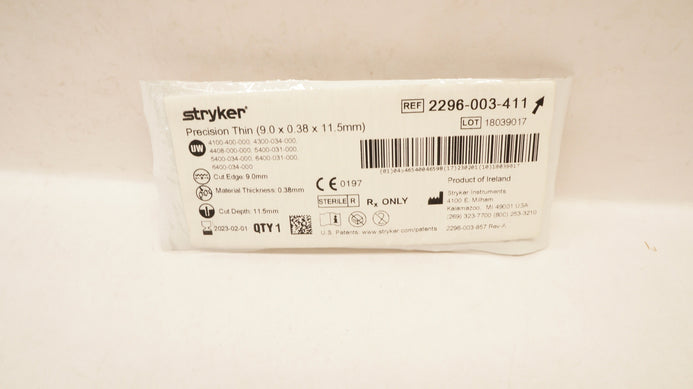 stryker®
Precision Thin (9.0 x 0.38 x 11.5mm)
UW
4100-400-000, 4300-034-000,
4408-000-000, 5400-031-000,
5400-034-000, 6400-031-000,
6400-034-000
Cut Edge: 9.0mm
Material Thickness: 0.38mm
Cut Depth: 11.5mm
2023-02-01 QTY 1
CE 0197
STERILE R Rx ONLY
U.S. Patents: www.stryker.com/patents
REF 2296-003-411
LOT 18039017
Product of Ireland
Stryker Instruments
4100 E. Milham
Kalamazoo, MI 49001 USA
(269) 323-7700 (800) 253-3210
2296-003-857 Rev-A